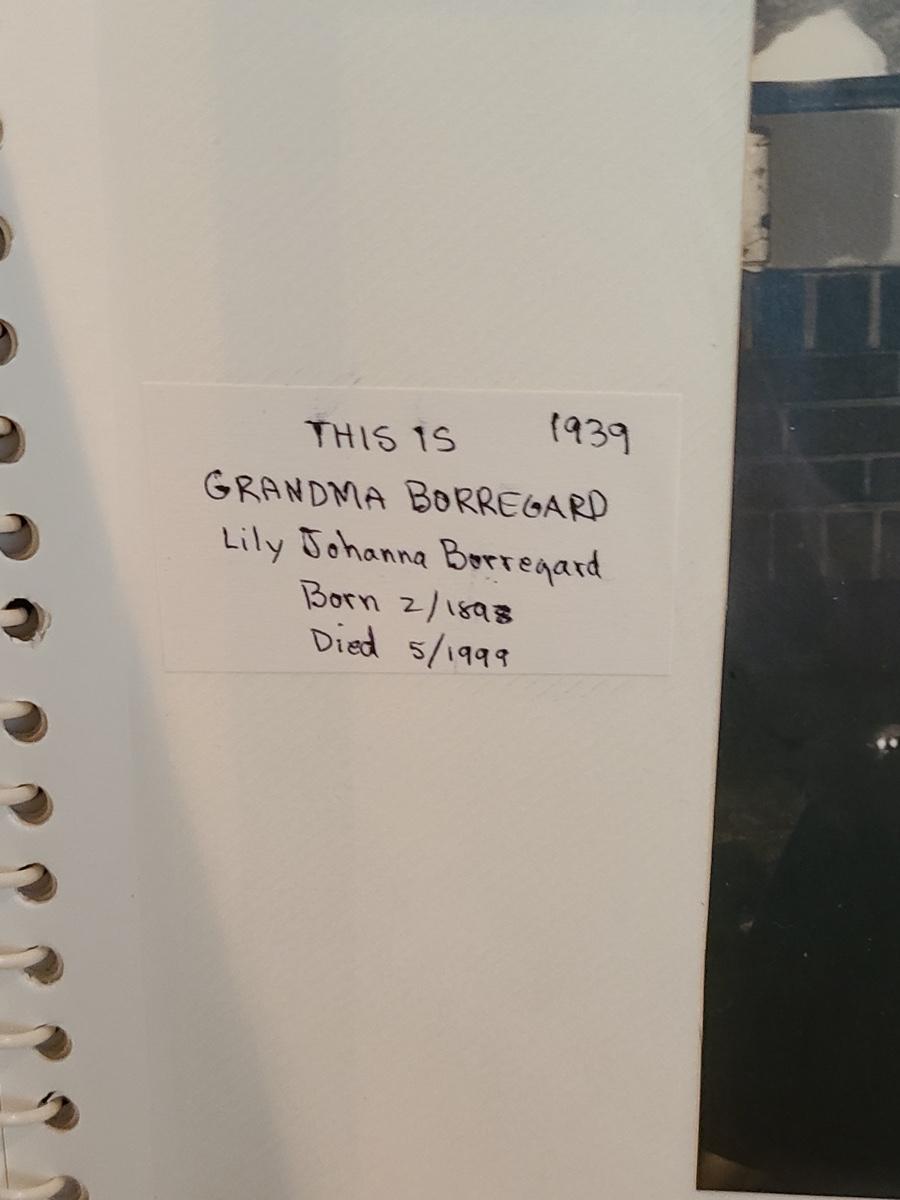 THIS IS 1939
GRANDMA BORREGARD
Lily Johanna Borregard
Born 2/1898
Died 5/1999